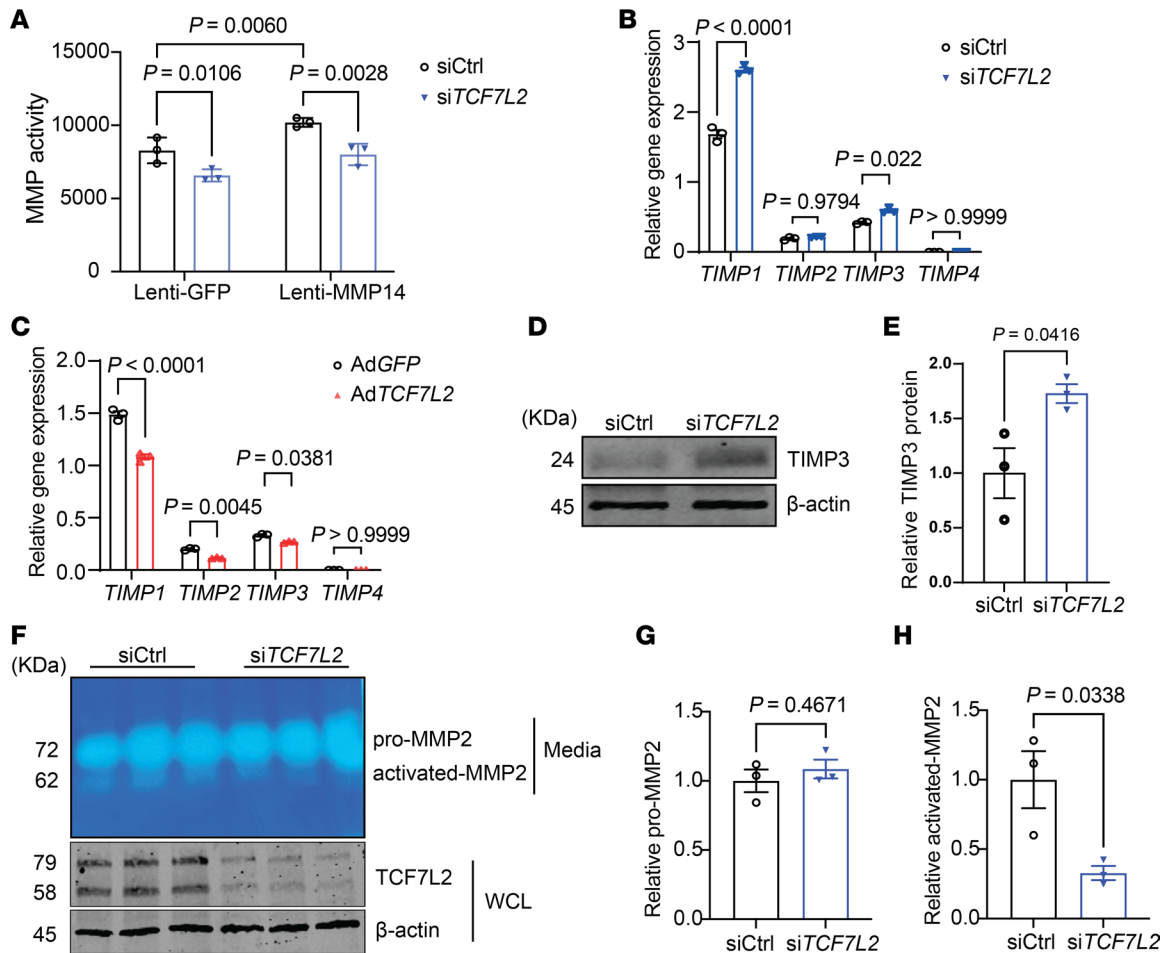 A
P = 0.0060
15000
P = 0.0106
P = 0.0028
10000
5000
0
MMP activity
Lenti-GFP
Lenti-MMP14
siCtrl
siTCF7L2
B
P < 0.0001
3
2
1
0
Relative gene expression
P = 0.9794
P = 0.022
P > 0.9999
TIMP1
TIMP2
TIMP3
TIMP4
siCtrl
siTCF7L2
C
2.0
1.5
1.0
0.5
0.0
Relative gene expression
P < 0.0001
P = 0.0045
P = 0.0381
P > 0.9999
TIMP1
TIMP2
TIMP3
TIMP4
AdGFP
AdTCF7L2
D
(KDa)
siCtrl
siTCF7L2
24
TIMP3
45
β-actin
E
P = 0.0416
2.0
1.5
1.0
0.5
0.0
Relative TIMP3 protein
siCtrl
siTCF7L2
F
(KDa)
siCtrl
siTCF7L2
72
pro-MMP2
62
activated-MMP2
Media
79
58
TCF7L2
45
β-actin
WCL
G
1.5
1.0
0.5
0.0
Relative pro-MMP2
P = 0.4671
siCtrl
siTCF7L2
H
1.5
1.0
0.5
0.0
Relative activated-MMP2
P = 0.0338
siCtrl
siTCF7L2